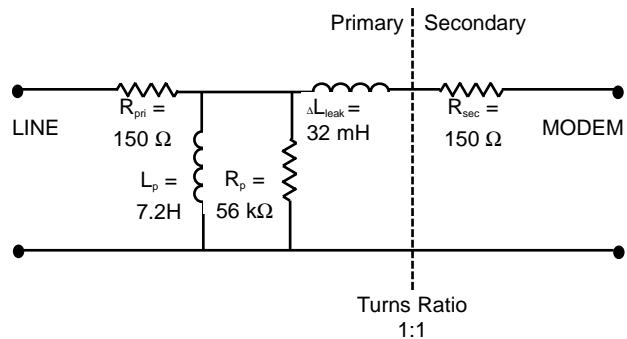 Primary Secondary
R_pri =
150 Ω
ΔL_leak =
32 mH
R_sec =
150 Ω
LINE
MODEM
L_p =
7.2H
R_p =
56 kΩ
Turns Ratio
1:1